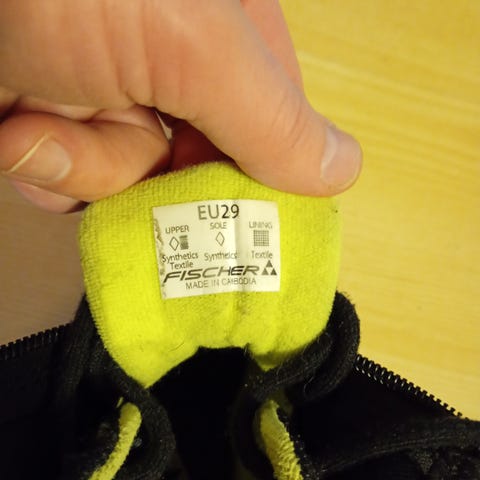 EU29
UPPER SOLE LINING
Synthetics Synthetics Textile
Textile
FISCHER
MADE IN CAMBODIA